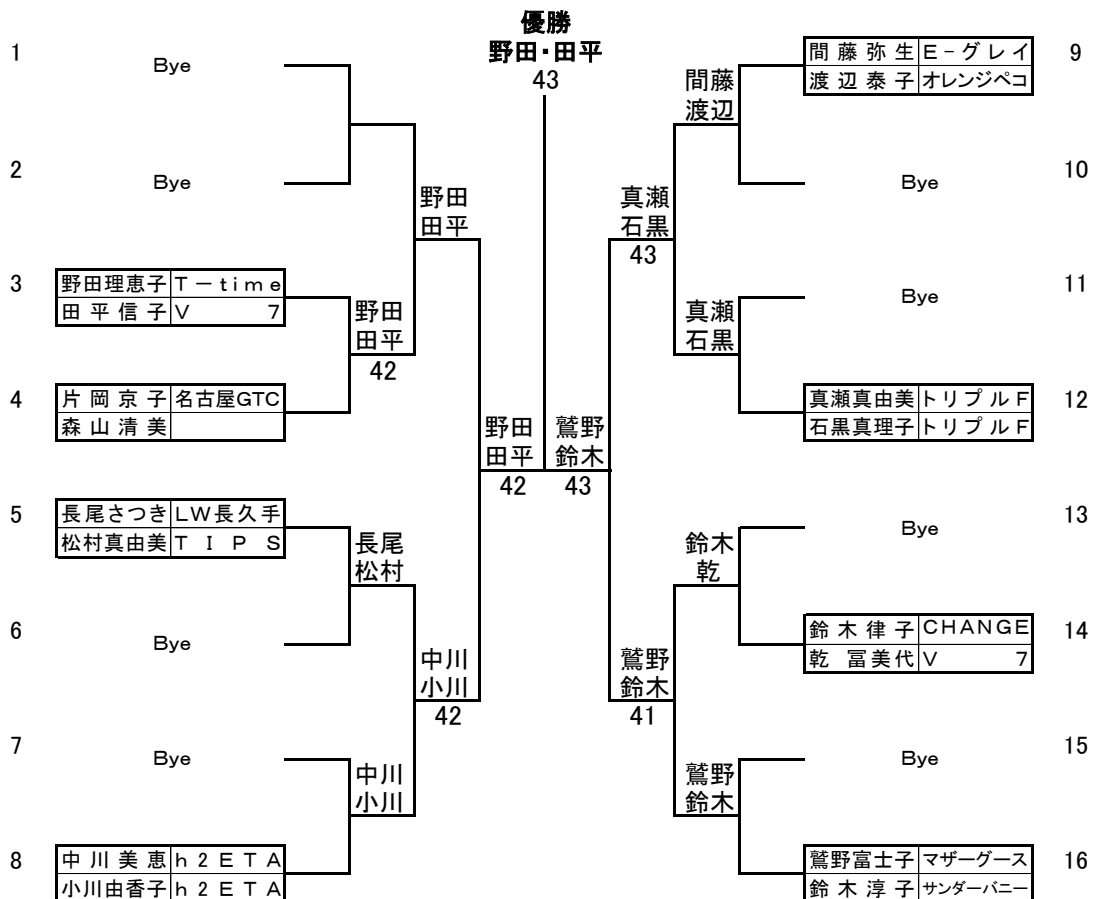 優勝
野田・田平
43
1
Bye
2
Bye
3
野田理恵子 T－time
田平信子 V 7
4
片岡京子 名古屋GTC
森山清美
5
長尾さつき LW長久手
松村真由美 TIPS
6
Bye
7
Bye
8
中川美恵 h2ETA
小川由香子 h2ETA
野田
田平
42
長尾
松村
中川
小川
野田
田平
中川
小川
42
野田
田平
42
鷲野
鈴木
43
真瀬
石黒
43
鷲野
鈴木
41
間藤
渡辺
真瀬
石黒
鈴木
乾
鷲野
鈴木
間藤弥生 E－グレイ
渡辺泰子 オレンジペコ
9
Bye
10
Bye
11
真瀬真由美 トリプルF
石黒真理子 トリプルF
12
Bye
13
鈴木律子 CHANGE
乾 冨美代 V 7
14
Bye
15
鷲野富士子 マザーグース
鈴木淳子 サンダーバニー
16